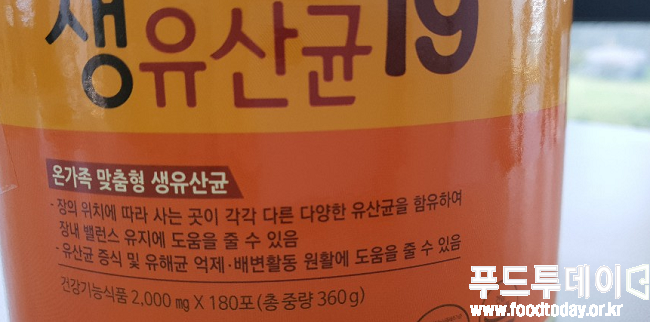 생유산균19
온가족 맞춤형 생유산균
- 장의 위치에 따라 사는 곳이 각각 다른 다양한 유산균을 함유하여
장내 밸런스 유지에 도움을 줄 수 있음
- 유산균 증식 및 유해균 억제·배변활동 원활에 도움을 줄 수 있음
건강기능식품 2,000 mg X 180포 (총 중량 360g)
푸드투데이
www.foodtoday.or.kr